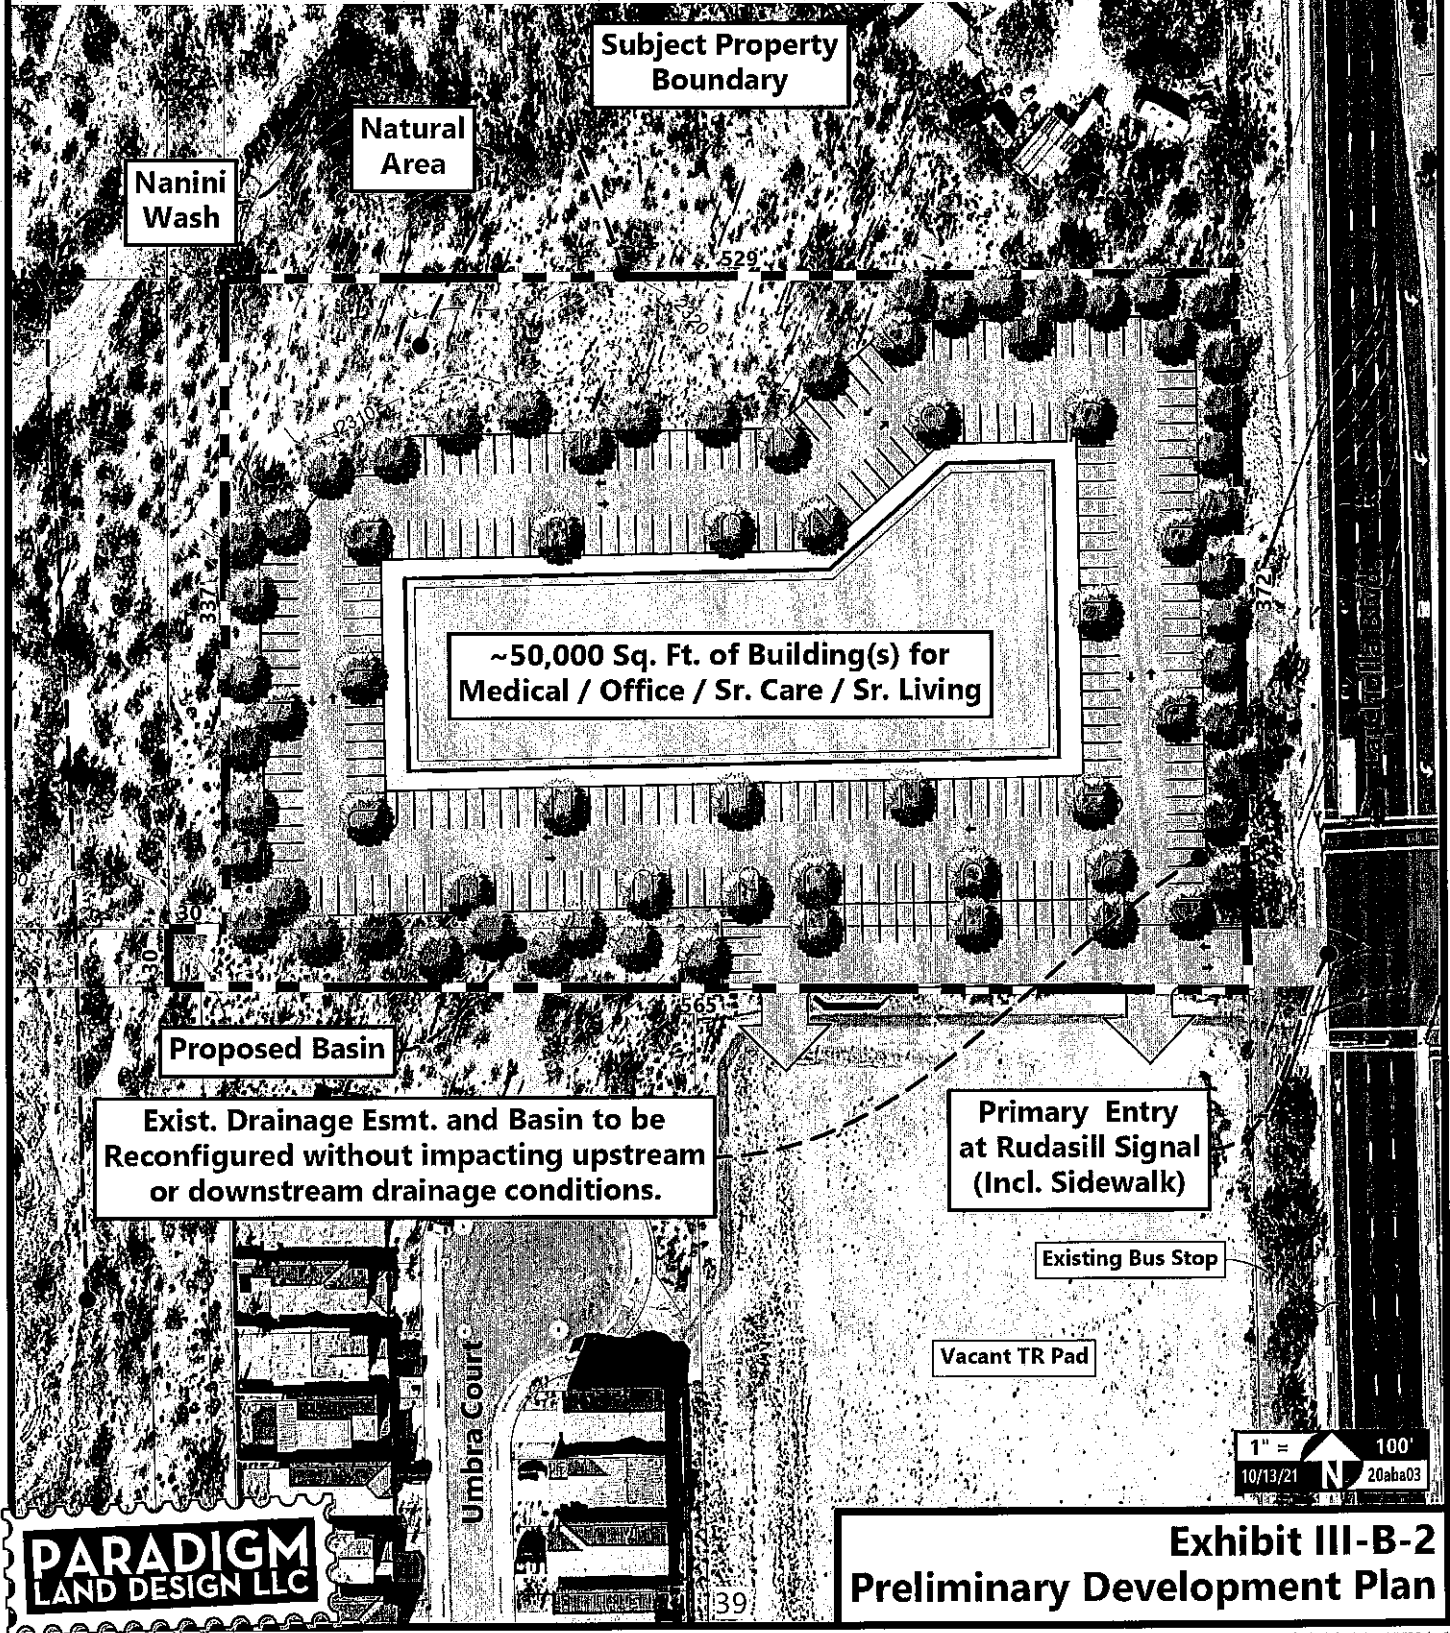 Subject Property
Boundary
Natural
Area
Nanini
Wash
529'
2320
2310
337'
372'
~50,000 Sq. Ft. of Building(s) for
Medical / Office / Sr. Care / Sr. Living
30'
30'
565'
Proposed Basin
Exist. Drainage Esmt. and Basin to be
Reconfigured without impacting upstream
or downstream drainage conditions.
Primary Entry
at Rudasill Signal
(Incl. Sidewalk)
Existing Bus Stop
Vacant TR Pad
Umbra Court
1" = 100'
10/13/21 N 20aba03
PARADIGM
LAND DESIGN LLC
39
Exhibit III-B-2
Preliminary Development Plan